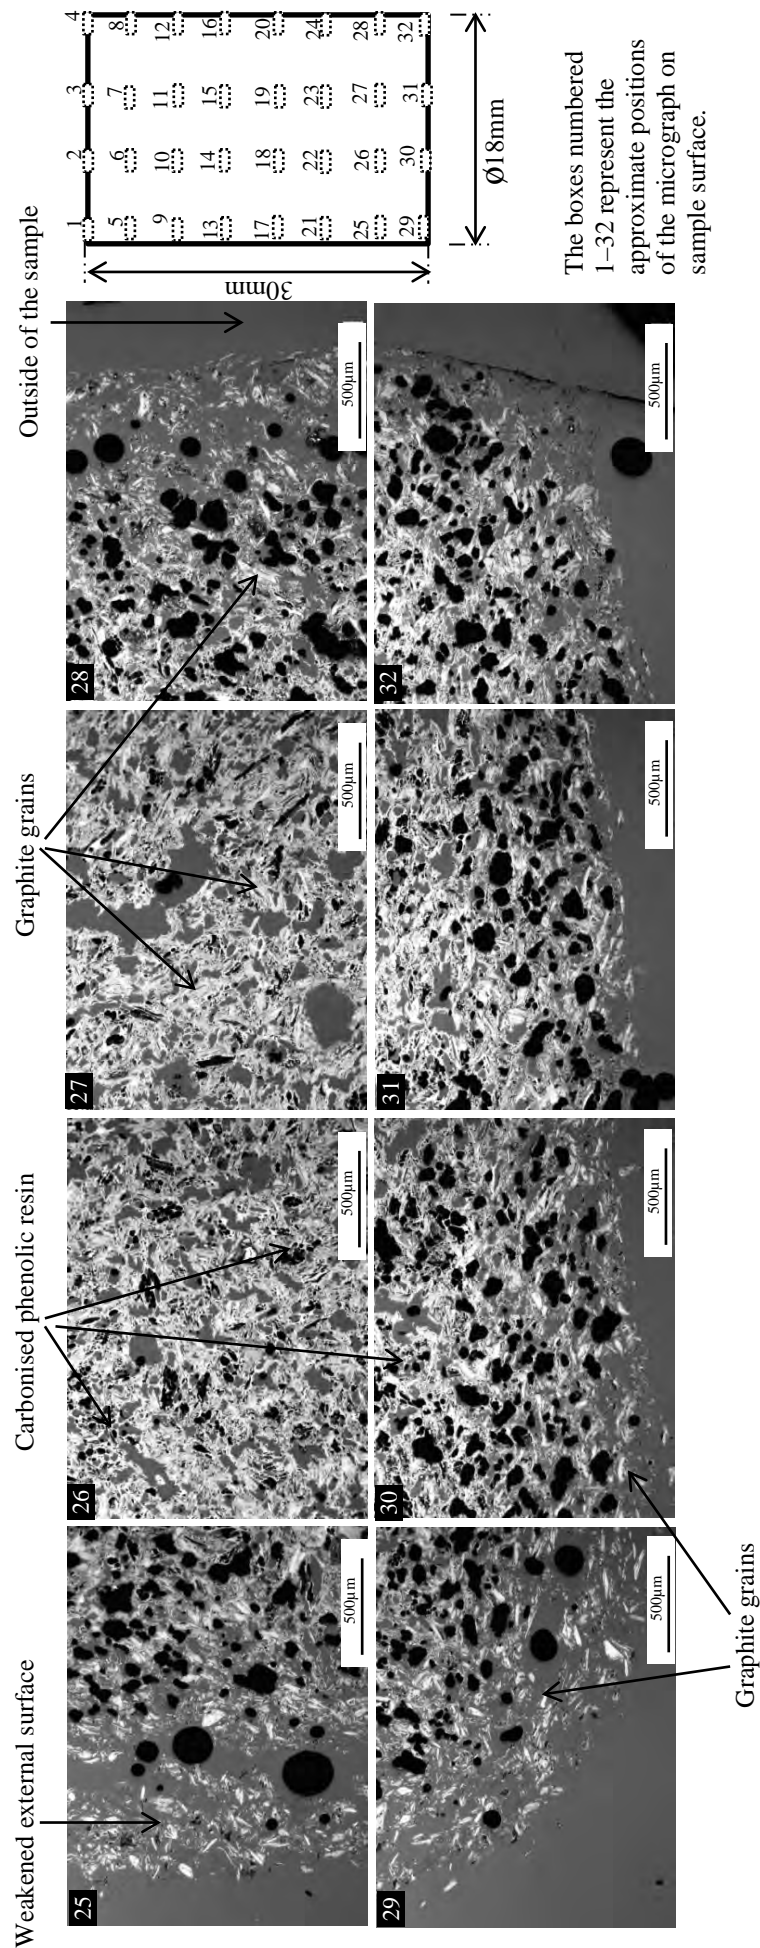 Weakened external surface
Carbonised phenolic resin
Graphite grains
Outside of the sample
25
500µm
26
500µm
27
500µm
28
500µm
29
500µm
30
500µm
31
500µm
32
500µm
Graphite grains
1 2 3 4
5 6 7 8
9 10 11 12
13 14 15 16
17 18 19 20
21 22 23 24
25 26 27 28
29 30 31 32
30mm
Ø18mm
The boxes numbered
1–32 represent the
approximate positions
of the micrograph on
sample surface.